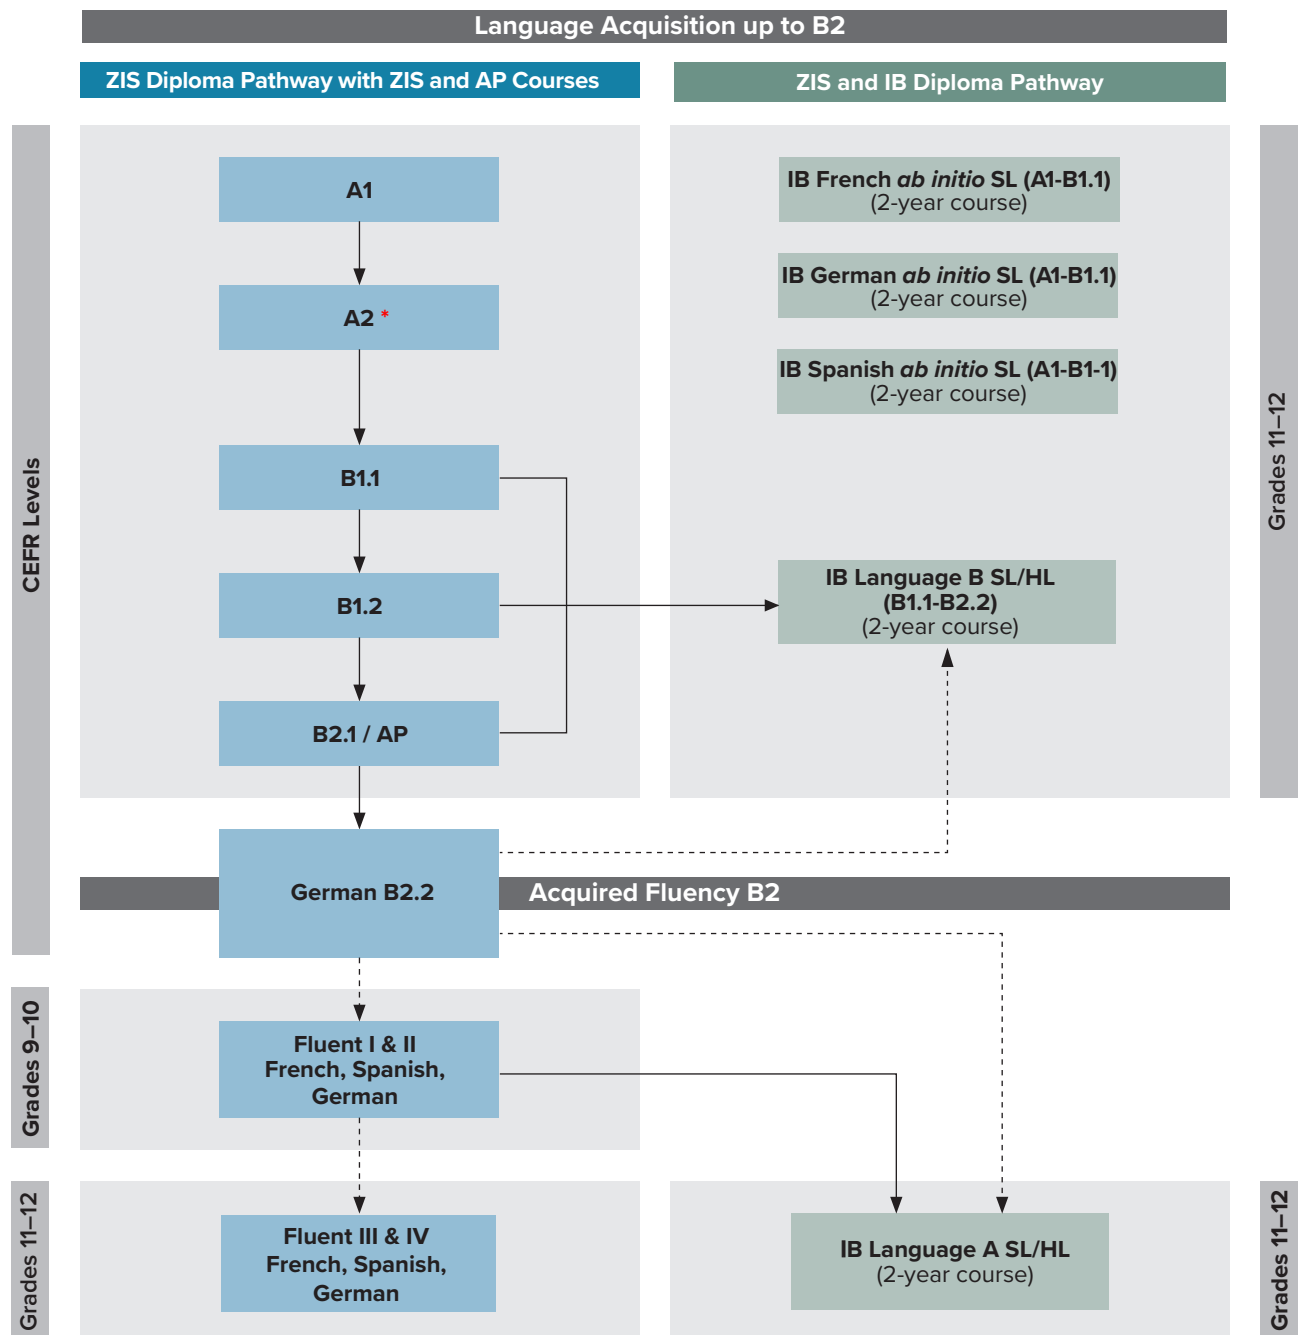 Language Acquisition up to B2
ZIS Diploma Pathway with ZIS and AP Courses
ZIS and IB Diploma Pathway
CEFR Levels
A1
A2 *
B1.1
B1.2
B2.1 / AP
IB French ab initio SL (A1-B1.1)
(2-year course)
IB German ab initio SL (A1-B1.1)
(2-year course)
IB Spanish ab initio SL (A1-B1-1)
(2-year course)
IB Language B SL/HL
(B1.1-B2.2)
(2-year course)
Grades 11–12
German B2.2
Acquired Fluency B2
Grades 9–10
Fluent I & II
French, Spanish,
German
Grades 11–12
Fluent III & IV
French, Spanish,
German
IB Language A SL/HL
(2-year course)
Grades 11–12